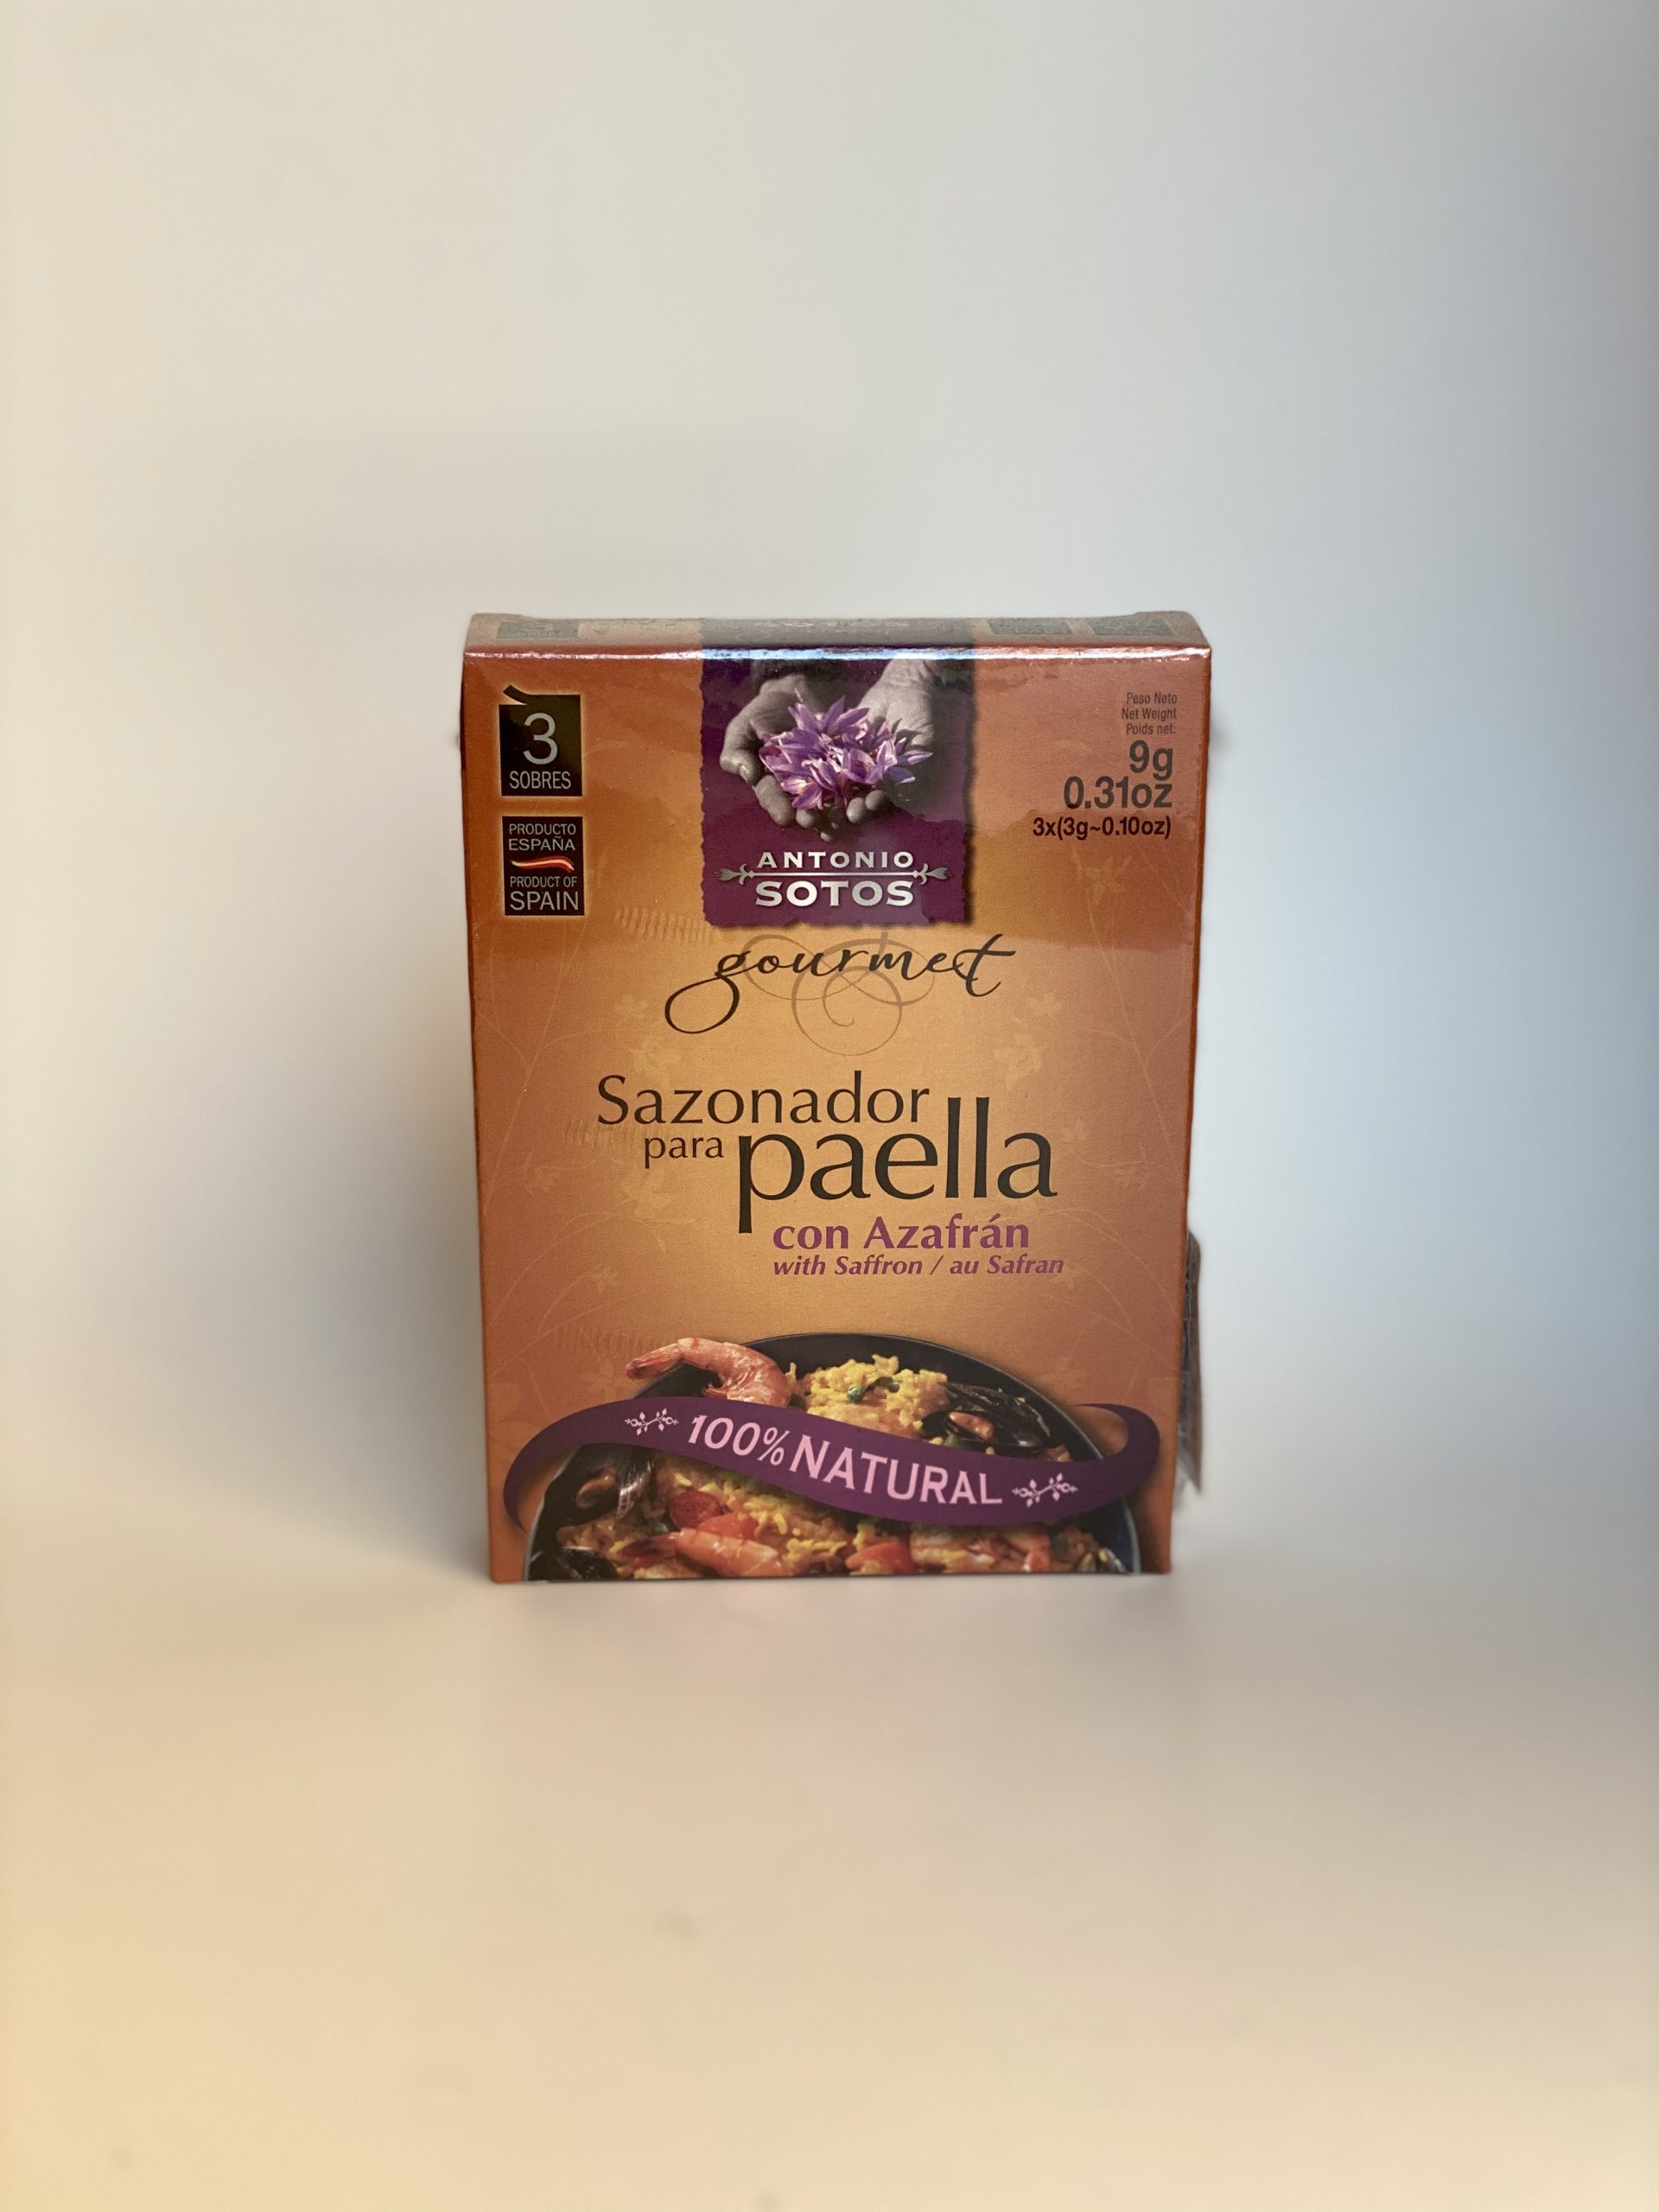 3
SOBRES
PRODUCTO
ESPAÑA
PRODUCT OF
SPAIN
ANTONIO
SOTOS
Peso Neto
Net Weight
Poids net:
9g
0.31oz
3x(3g~0.10oz)
gourmet
Sazonador
para paella
con Azafrán
with Saffron / au Safran
100% NATURAL